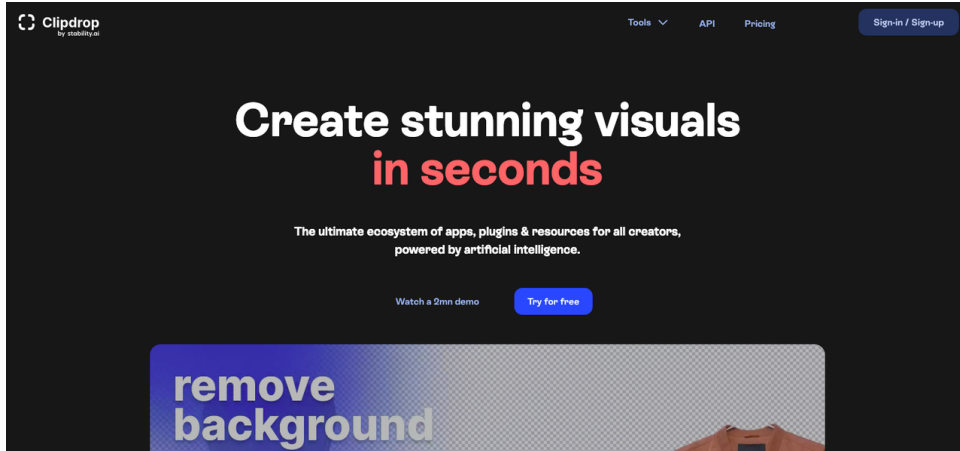 Clipdrop
by stability.ai
Tools
API
Pricing
Sign-in / Sign-up
Create stunning visuals
in seconds
The ultimate ecosystem of apps, plugins & resources for all creators,
powered by artificial intelligence.
Watch a 2mn demo
Try for free
remove
background